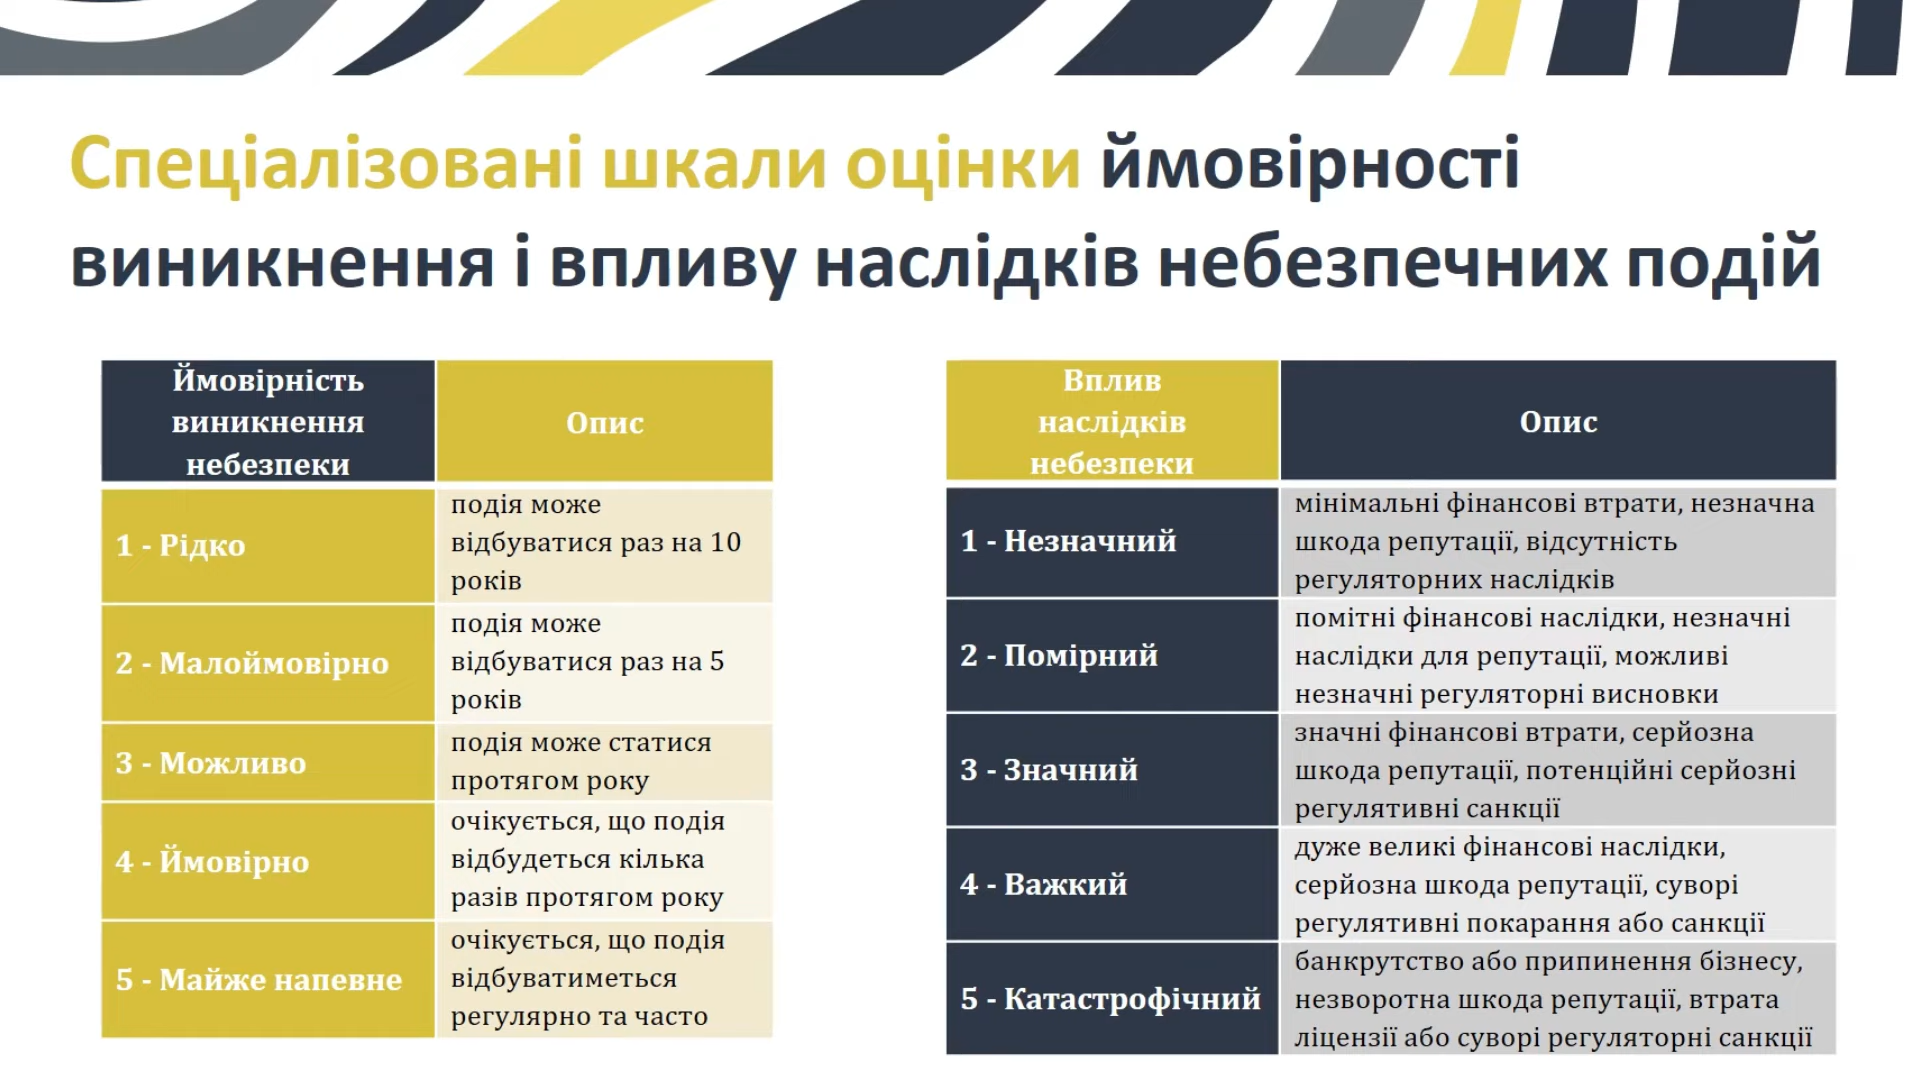 Спеціалізовані шкали оцінки ймовірності
виникнення і впливу наслідків небезпечних подій
Ймовірність
виникнення
небезпеки
Опис
1 - Рідко
подія може
відбуватися раз на 10
років
2 - Малоймовірно
подія може
відбуватися раз на 5
років
3 - Можливо
подія може статися
протягом року
4 - Ймовірно
очікується, що подія
відбудеться кілька
разів протягом року
5 - Майже напевне
очікується, що подія
відбуватиметься
регулярно та часто
Вплив
наслідків
небезпеки
Опис
1 - Незначний
мінімальні фінансові втрати, незначна
шкода репутації, відсутність
регуляторних наслідків
2 - Помірний
помітні фінансові наслідки, незначні
наслідки для репутації, можливі
незначні регуляторні висновки
3 - Значний
значні фінансові втрати, серйозна
шкода репутації, потенційні серйозні
регулятивні санкції
4 - Важкий
дуже великі фінансові наслідки,
серйозна шкода репутації, суворі
регулятивні покарання або санкції
5 - Катастрофічний
банкрутство або припинення бізнесу,
незворотна шкода репутації, втрата
ліцензії або суворі регуляторні санкції